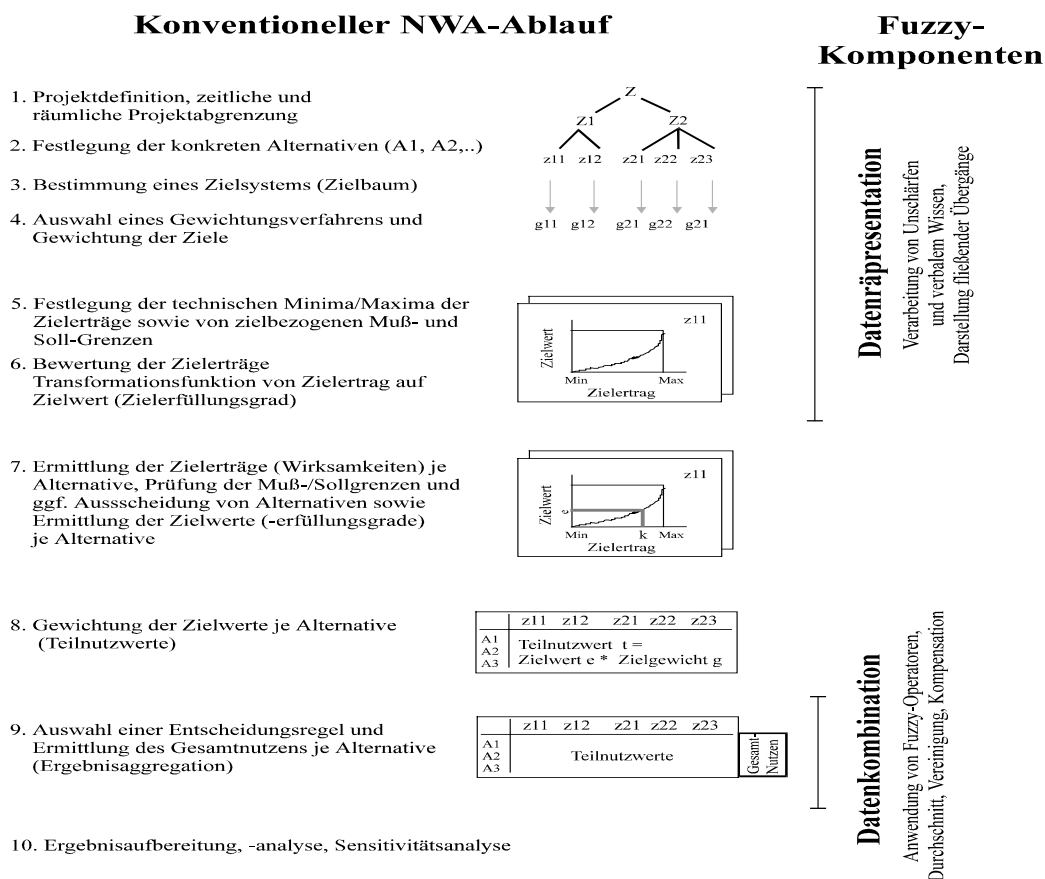 Konventioneller NWA-Ablauf
Fuzzy-
Komponenten
1. Projektdefinition, zeitliche und
räumliche Projektabgrenzung
2. Festlegung der konkreten Alternativen (A1, A2,..)
3. Bestimmung eines Zielsystems (Zielbaum)
4. Auswahl eines Gewichtungsverfahrens und
Gewichtung der Ziele
Z
Z1 Z2
z11 z12 z21 z22 z23
g11 g12 g21 g22 g21
5. Festlegung der technischen Minima/Maxima der
Zielerträge sowie von zielbezogenen Muß- und
Soll-Grenzen
6. Bewertung der Zielerträge
Transformationsfunktion von Zielertrag auf
Zielwert (Zielerfüllungsgrad)
z11
Zielwert
Min Max
Zielertrag
Datenräpresentation
Verarbeitung von Unschärfen
und verbalem Wissen,
Darstellung fließender Übergänge
7. Ermittlung der Zielerträge (Wirksamkeiten) je
Alternative, Prüfung der Muß-/Sollgrenzen und
ggf. Aussscheidung von Alternativen sowie
Ermittlung der Zielwerte (-erfüllungsgrade)
je Alternative
z11
Zielwert
e
Min k Max
Zielertrag
8. Gewichtung der Zielwerte je Alternative
(Teilnutzwerte)
z11 z12 z21 z22 z23
A1
A2
A3
Teilnutzwert t =
Zielwert e * Zielgewicht g
9. Auswahl einer Entscheidungsregel und
Ermittlung des Gesamtnutzens je Alternative
(Ergebnisaggregation)
z11 z12 z21 z22 z23
A1
A2
A3
Teilnutzwerte
Gesamt-
Nutzen
Datenkombination
Anwendung von Fuzzy-Operatoren,
Durchschnitt, Vereinigung, Kompensation
10. Ergebnisaufbereitung, -analyse, Sensitivitätsanalyse